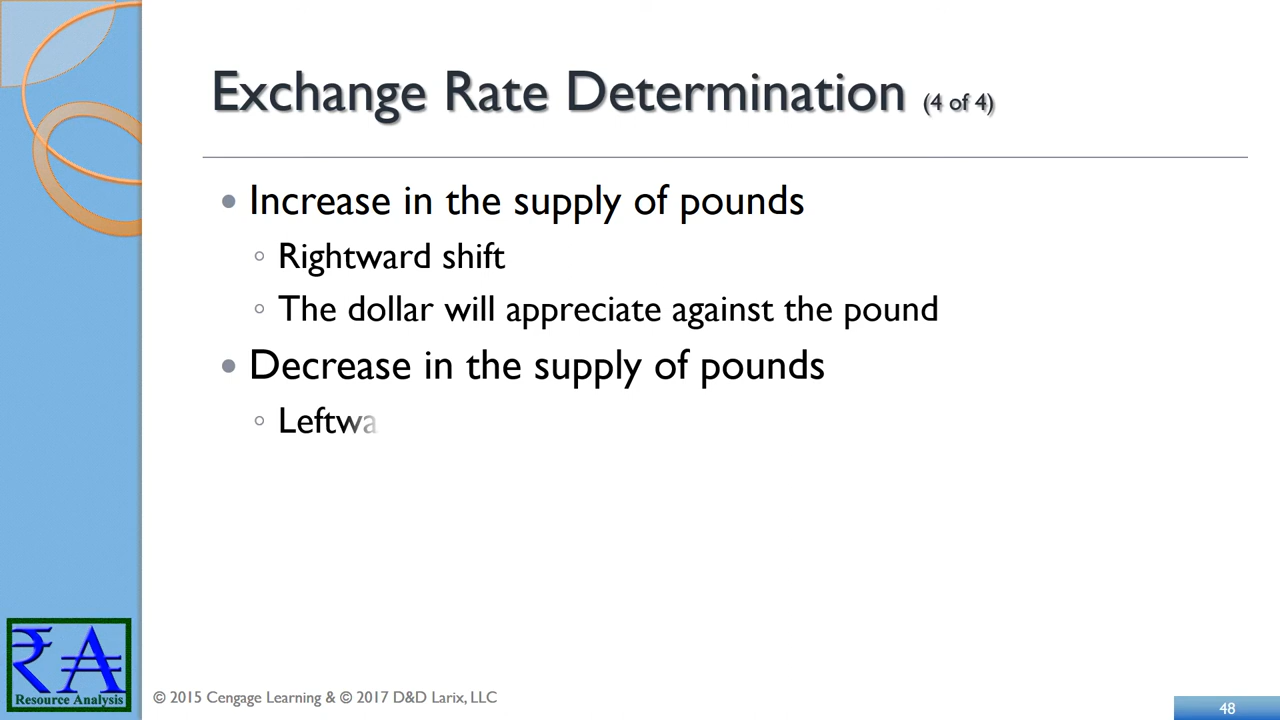 Exchange Rate Determination (4 of 4)
Increase in the supply of pounds
Rightward shift
The dollar will appreciate against the pound
Decrease in the supply of pounds
Leftwa
₹A
Resource Analysis
© 2015 Cengage Learning & © 2017 D&D Larix, LLC
48